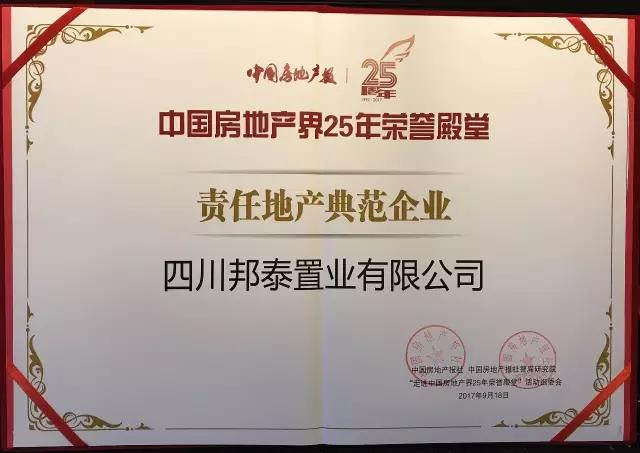 中国房地产报 25周年
1992-2017
中国房地产界25年荣誉殿堂
责任地产典范企业
四川邦泰置业有限公司
中国房地产报社 中国房地产报社智库研究院
“走进中国房地产界25年荣誉殿堂”活动组委会
2017年9月18日